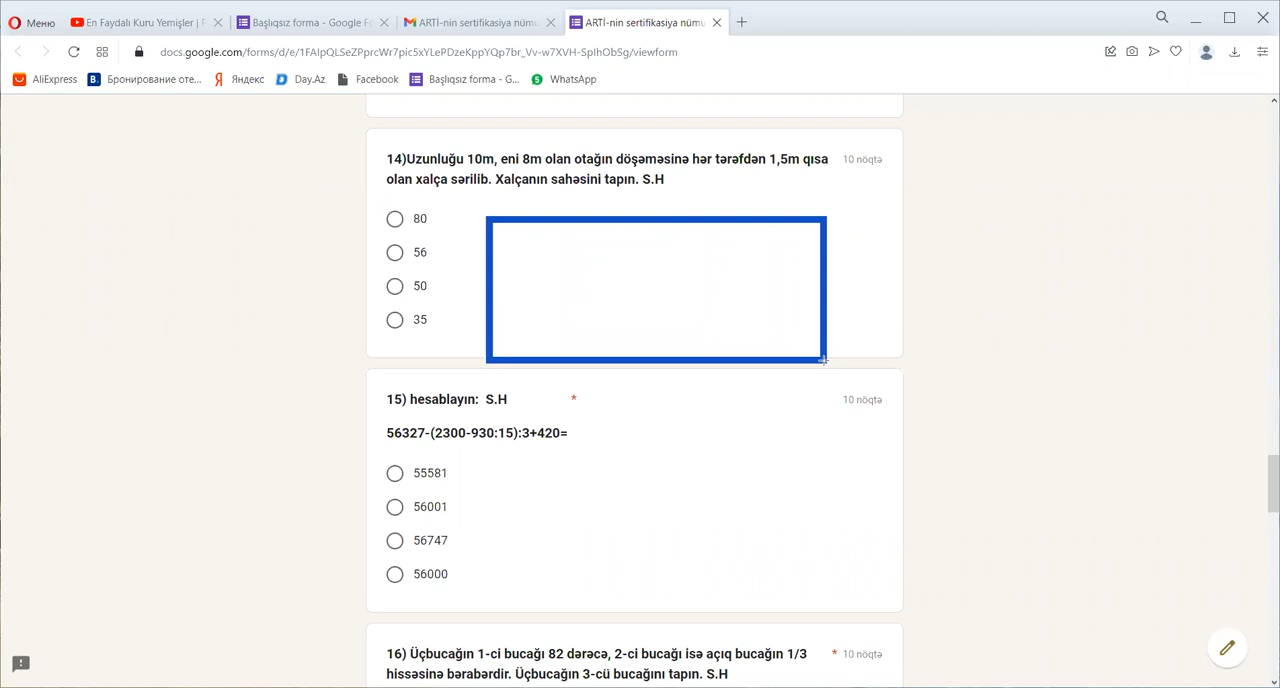 Меню
En Faydalı Kuru Yemişler | F
Başlıqsız forma - Google Fo
ARTİ-nin sertifikasiya nümu
ARTİ-nin sertifikasiya nümu
docs.google.com/forms/d/e/1FAIpQLSeZPprcWr7pic5xYLePDzeKppYQp7br_Vv-w7XVH-SpIhObSg/viewform
AliExpress
B.
Бронирование оте...
Я
Яндекс
Day.Az
Facebook
Başlıqsız forma - G...
WhatsApp
14)Uzunluğu 10m, eni 8m olan otağın döşəməsinə hər tərəfdən 1,5m qısa
10 nöqtə
olan xalça sərilib. Xalçanın sahəsini tapın. S.H
80
56
50
35
15) hesablayın: S.H *
10 nöqtə
56327-(2300-930:15):3+420=
55581
56001
56747
56000
16) Üçbucağın 1-ci bucağı 82 dərəcə, 2-ci bucağı isə açıq bucağın 1/3 *
10 nöqtə
hissəsinə bərabərdir. Üçbucağın 3-cü bucağını tapın. S.H